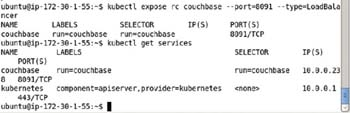 ubuntu@ip-172-30-1-55:~$ kubectl expose rc couchbase --port=8091 --type=LoadBala
ncer
NAME LABELS SELECTOR IP(S) PORT(S)
couchbase run=couchbase run=couchbase 8091/TCP
ubuntu@ip-172-30-1-55:~$ kubectl get services
NAME LABELS SELECTOR IP(S)
PORT(S)
couchbase run=couchbase run=couchbase 10.0.0.23
8 8091/TCP
kubernetes component=apiserver,provider=kubernetes <none> 10.0.0.1
443/TCP
ubuntu@ip-172-30-1-55:~$